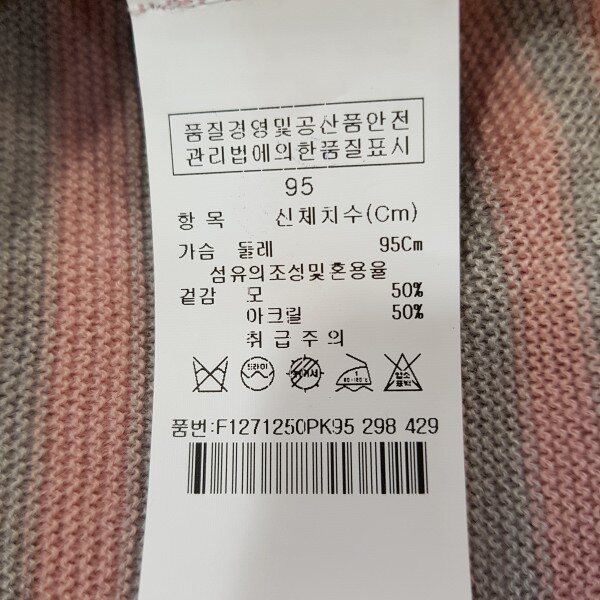 품질경영및공산품안전
관리법에의한품질표시
95
항 목 신체치수(Cm)
가슴 둘레 95Cm
섬유의조성및혼용율
겉감 모 50%
아크릴 50%
취 급 주 의
드라이
품번:F1271250PK95 298 429